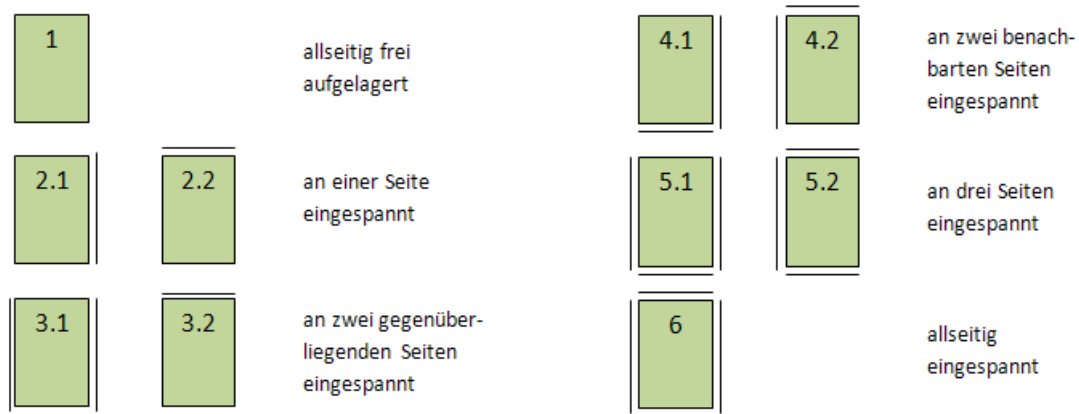 1
allseitig frei
aufgelagert
2.1
2.2
an einer Seite
eingespannt
3.1
3.2
an zwei gegenüber-
liegenden Seiten
eingespannt
4.1
4.2
an zwei benach-
barten Seiten
eingespannt
5.1
5.2
an drei Seiten
eingespannt
6
allseitig
eingespannt